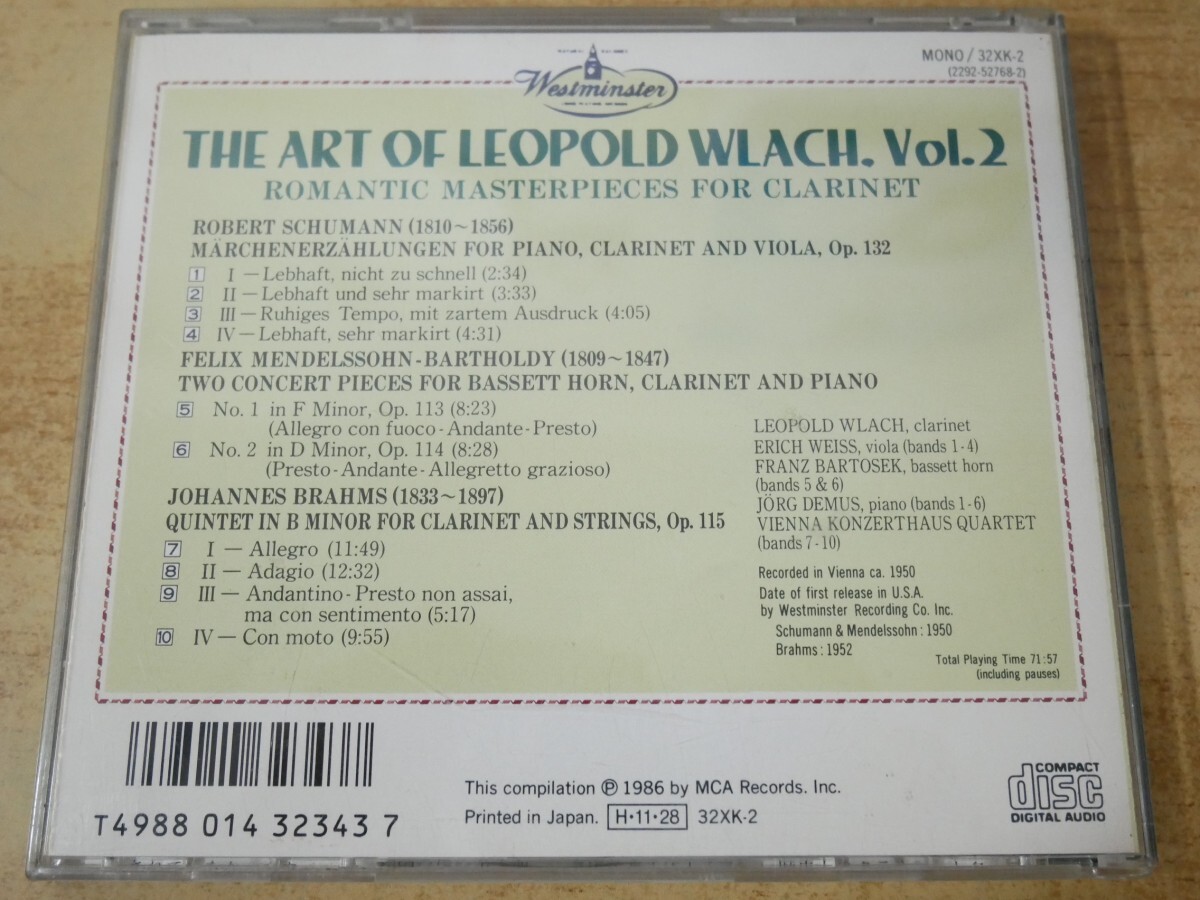 MONO / 32XK-2
(2292-52768-2)
Westminster
THE ART OF LEOPOLD WLACH, Vol.2
ROMANTIC MASTERPIECES FOR CLARINET
ROBERT SCHUMANN (1810~1856)
MÄRCHENERZÄHLUNGEN FOR PIANO, CLARINET AND VIOLA, Op. 132
1 I — Lebhaft, nicht zu schnell (2:34)
2 II — Lebhaft und sehr markirt (3:33)
3 III — Ruhiges Tempo, mit zartem Ausdruck (4:05)
4 IV — Lebhaft, sehr markirt (4:31)
FELIX MENDELSSOHN-BARTHOLDY (1809~1847)
TWO CONCERT PIECES FOR BASSETT HORN, CLARINET AND PIANO
5 No. 1 in F Minor, Op. 113 (8:23)
(Allegro con fuoco-Andante-Presto)
6 No. 2 in D Minor, Op. 114 (8:28)
(Presto-Andante-Allegretto grazioso)
JOHANNES BRAHMS (1833~1897)
QUINTET IN B MINOR FOR CLARINET AND STRINGS, Op. 115
7 I — Allegro (11:49)
8 II — Adagio (12:32)
9 III — Andantino-Presto non assai,
ma con sentimento (5:17)
10 IV — Con moto (9:55)
LEOPOLD WLACH, clarinet
ERICH WEISS, viola (bands 1-4)
FRANZ BARTOSEK, bassett horn
(bands 5 & 6)
JÖRG DEMUS, piano (bands 1-6)
VIENNA KONZERTHAUS QUARTET
(bands 7-10)
Recorded in Vienna ca. 1950
Date of first release in U.S.A.
by Westminster Recording Co. Inc.
Schumann & Mendelssohn : 1950
Brahms : 1952
Total Playing Time 71:57
(including pauses)
T4988 014 32343 7
This compilation ℗ 1986 by MCA Records. Inc.
Printed in Japan. H·11·28 32XK-2
COMPACT
disc
DIGITAL AUDIO